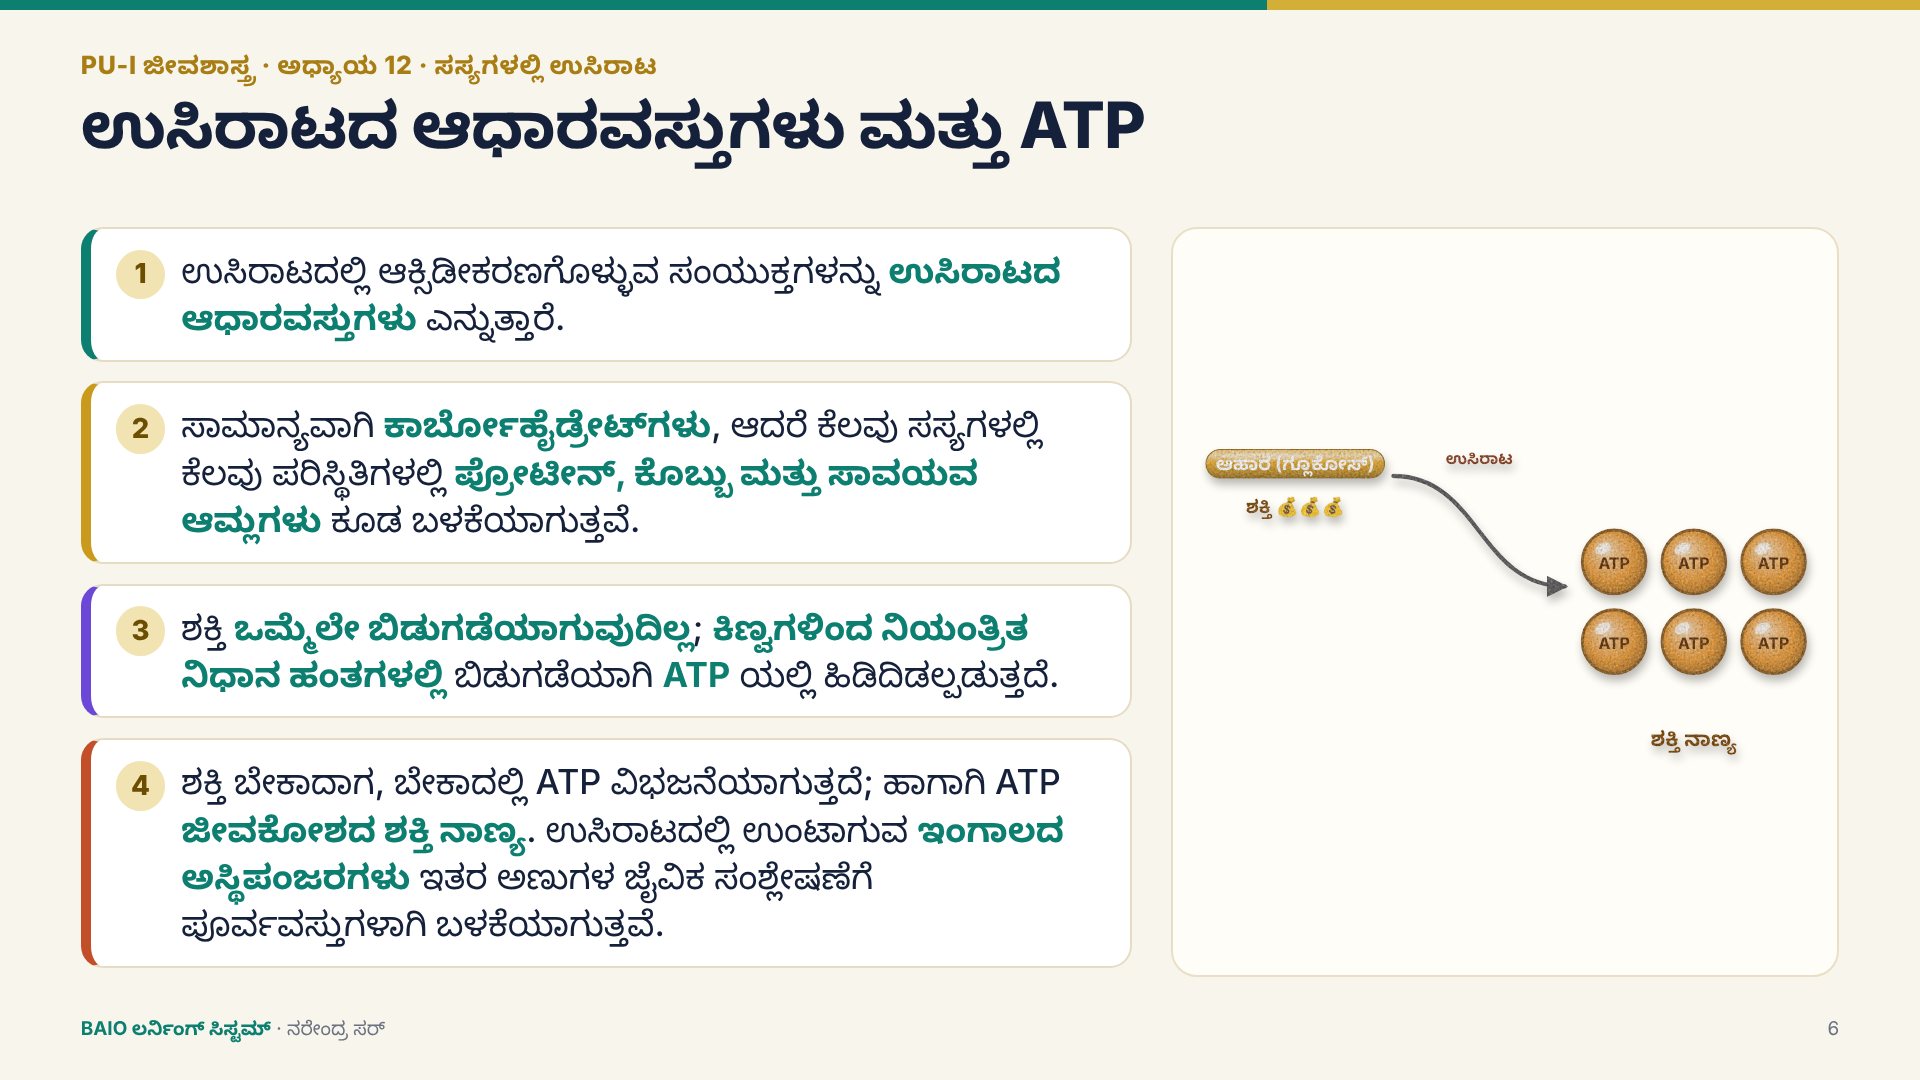 PU-I ಜೀವಶಾಸ್ತ್ರ · ಅಧ್ಯಾಯ 12 · ಸಸ್ಯಗಳಲ್ಲಿ ಉಸಿರಾಟ
ಉಸಿರಾಟದ ಆಧಾರವಸ್ತುಗಳು ಮತ್ತು ATP
1 ಉಸಿರಾಟದಲ್ಲಿ ಆಕ್ಸಿಡೀಕರಣಗೊಳ್ಳುವ ಸಂಯುಕ್ತಗಳನ್ನು ಉಸಿರಾಟದ
ಆಧಾರವಸ್ತುಗಳು ಎನ್ನುತ್ತಾರೆ.
2 ಸಾಮಾನ್ಯವಾಗಿ ಕಾರ್ಬೋಹೈಡ್ರೇಟ್‌ಗಳು, ಆದರೆ ಕೆಲವು ಸಸ್ಯಗಳಲ್ಲಿ
ಕೆಲವು ಪರಿಸ್ಥಿತಿಗಳಲ್ಲಿ ಪ್ರೋಟೀನ್, ಕೊಬ್ಬು ಮತ್ತು ಸಾವಯವ
ಆಮ್ಲಗಳು ಕೂಡ ಬಳಕೆಯಾಗುತ್ತವೆ.
3 ಶಕ್ತಿ ಒಮ್ಮೆಲೇ ಬಿಡುಗಡೆಯಾಗುವುದಿಲ್ಲ; ಕಿಣ್ವಗಳಿಂದ ನಿಯಂತ್ರಿತ
ನಿಧಾನ ಹಂತಗಳಲ್ಲಿ ಬಿಡುಗಡೆಯಾಗಿ ATP ಯಲ್ಲಿ ಹಿಡಿದಿಡಲ್ಪಡುತ್ತದೆ.
4 ಶಕ್ತಿ ಬೇಕಾದಾಗ, ಬೇಕಾದಲ್ಲಿ ATP ವಿಭಜನೆಯಾಗುತ್ತದೆ; ಹಾಗಾಗಿ ATP
ಜೀವಕೋಶದ ಶಕ್ತಿ ನಾಣ್ಯ. ಉಸಿರಾಟದಲ್ಲಿ ಉಂಟಾಗುವ ಇಂಗಾಲದ
ಅಸ್ಥಿಪಂಜರಗಳು ಇತರ ಅಣುಗಳ ಜೈವಿಕ ಸಂಶ್ಲೇಷಣೆಗೆ
ಪೂರ್ವವಸ್ತುಗಳಾಗಿ ಬಳಕೆಯಾಗುತ್ತವೆ.
ಆಹಾರ (ಗ್ಲೂಕೋಸ್)
ಶಕ್ತಿ 💰💰💰
ಉಸಿರಾಟ
ATP ATP ATP
ATP ATP ATP
ಶಕ್ತಿ ನಾಣ್ಯ
BAIO ಲರ್ನಿಂಗ್ ಸಿಸ್ಟಮ್ · ನರೇಂದ್ರ ಸರ್
6